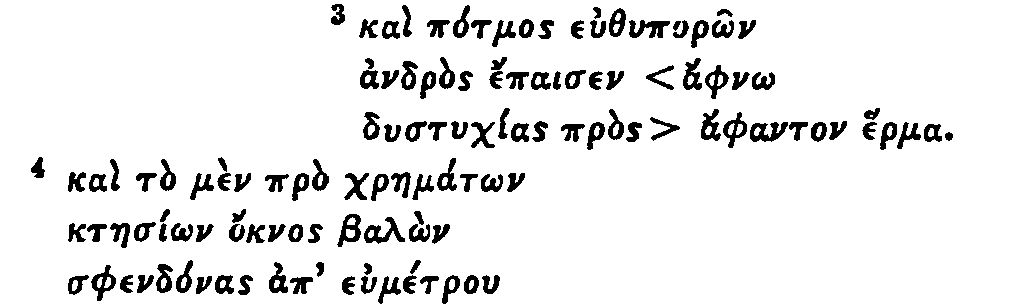 ³ καὶ πότμος εὐθυπορῶν
ἀνδρὸς ἔπαισεν <ἄφνω
δυστυχίας πρὸς> ἄφαντον ἕρμα.
⁴ καὶ τὸ μὲν πρὸ χρημάτων
κτησίων ὄκνος βαλὼν
σφενδόνας ἀπ’ εὐμέτρου